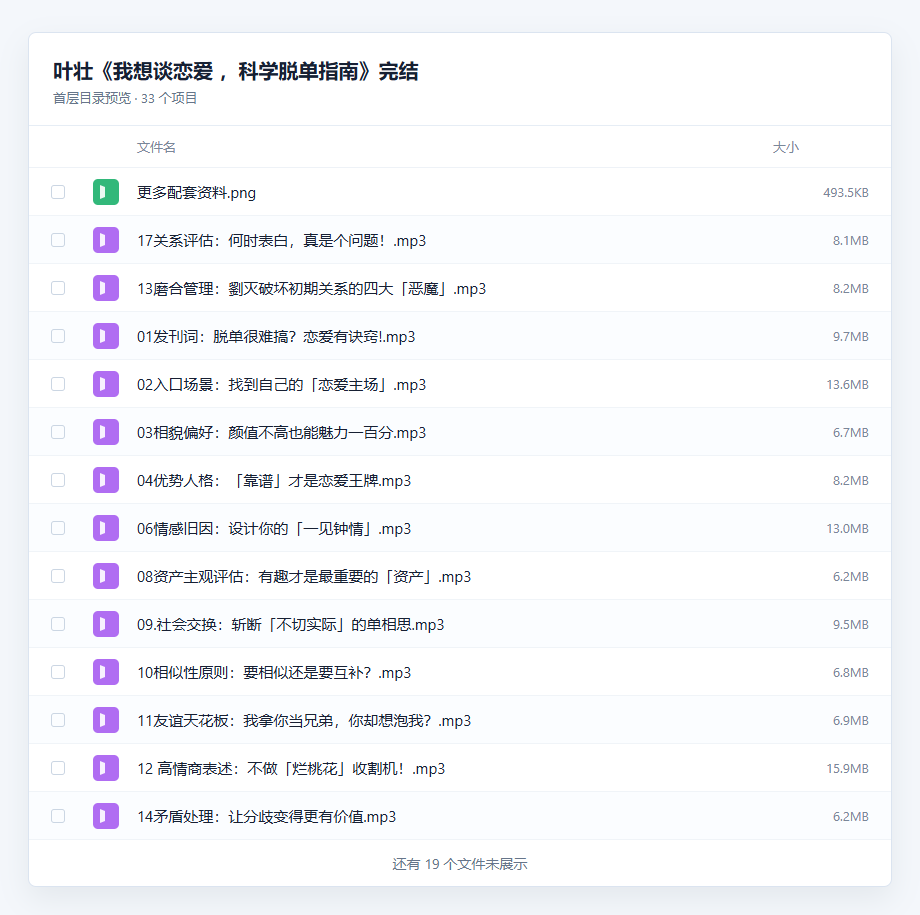 叶壮《我想谈恋爱 ，科学脱单指南》完结
首层目录预览 · 33 个项目
文件名 大小
更多配套资料.png 493.5KB
17关系评估：何时表白，真是个问题！.mp3 8.1MB
13磨合管理：劉灭破坏初期关系的四大「恶魔」.mp3 8.2MB
01发刊词：脱单很难搞？恋爱有诀窍!.mp3 9.7MB
02入口场景：找到自己的「恋爱主场」.mp3 13.6MB
03相貌偏好：颜值不高也能魅力一百分.mp3 6.7MB
04优势人格：「靠谱」才是恋爱王牌.mp3 8.2MB
06情感旧因：设计你的「一见钟情」.mp3 13.0MB
08资产主观评估：有趣才是最重要的「资产」.mp3 6.2MB
09.社会交换：斩断「不切实际」的单相思.mp3 9.5MB
10相似性原则：要相似还是要互补？.mp3 6.8MB
11友谊天花板：我拿你当兄弟，你却想泡我？.mp3 6.9MB
12 高情商表述：不做「烂桃花」收割机！.mp3 15.9MB
14矛盾处理：让分歧变得更有价值.mp3 6.2MB
还有 19 个文件未展示